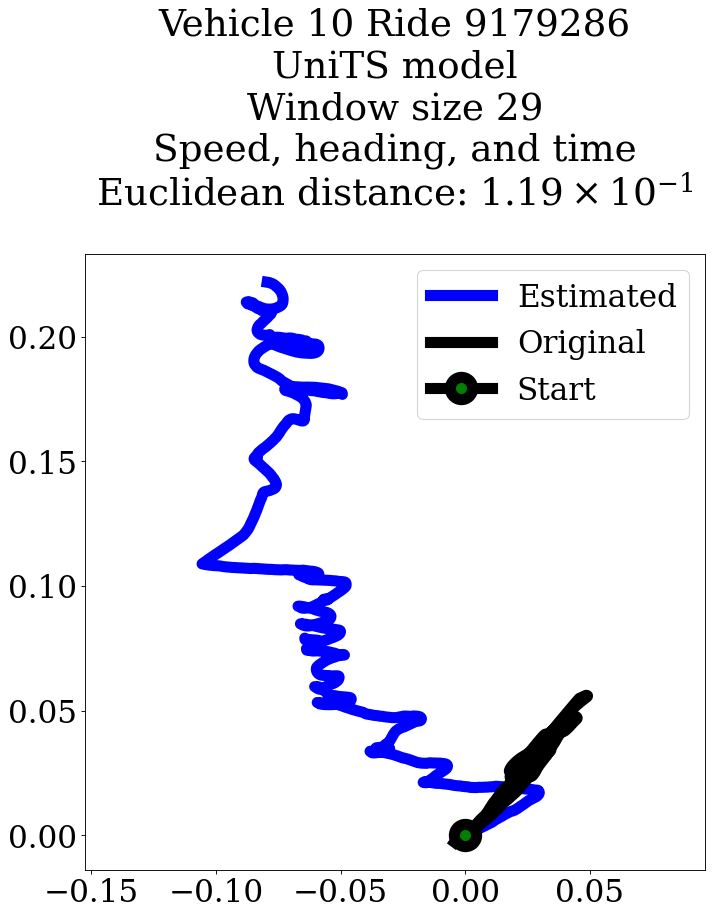 Vehicle 10 Ride 9179286
UniTS model
Window size 29
Speed, heading, and time
Euclidean distance: 1.19 × 10⁻¹
Estimated
Original
Start
0.20
0.15
0.10
0.05
0.00
−0.15 −0.10 −0.05 0.00 0.05